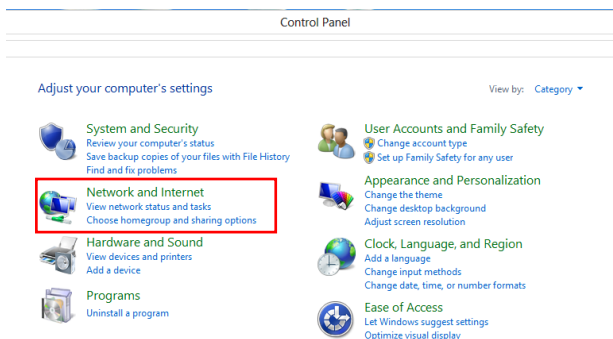 Control Panel
Adjust your computer's settings
View by: Category
System and Security
Review your computer's status
Save backup copies of your files with File History
Find and fix problems
Network and Internet
View network status and tasks
Choose homegroup and sharing options
Hardware and Sound
View devices and printers
Add a device
Programs
Uninstall a program
User Accounts and Family Safety
Change account type
Set up Family Safety for any user
Appearance and Personalization
Change the theme
Change desktop background
Adjust screen resolution
Clock, Language, and Region
Add a language
Change input methods
Change date, time, or number formats
Ease of Access
Let Windows suggest settings
Optimize visual display